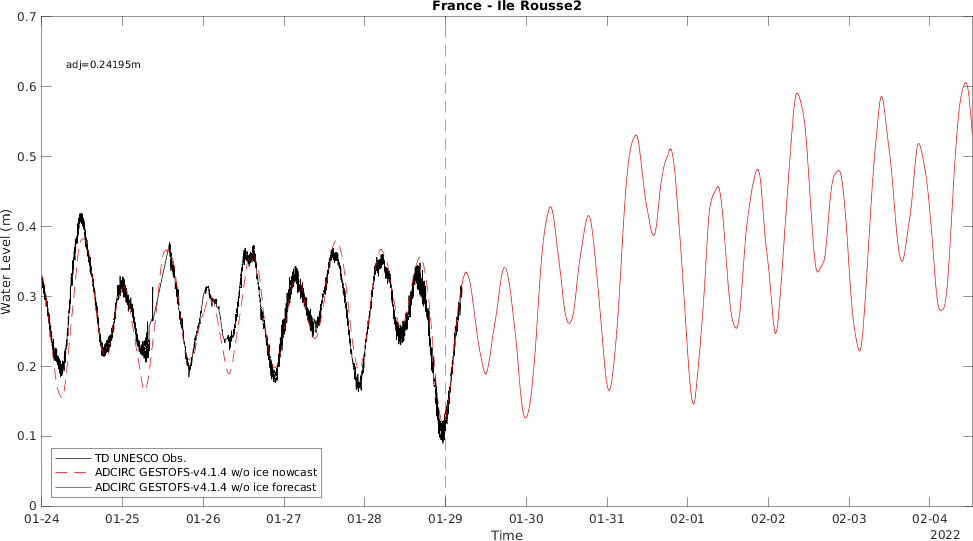 France - Ile Rousse2
adj=0.24195m
0.7
0.6
0.5
0.4
0.3
0.2
0.1
0
Water Level (m)
TD UNESCO Obs.
ADCIRC GESTOFS-v4.1.4 w/o ice nowcast
ADCIRC GESTOFS-v4.1.4 w/o ice forecast
01-24 01-25 01-26 01-27 01-28 01-29 01-30 01-31 02-01 02-02 02-03 02-04
Time
2022